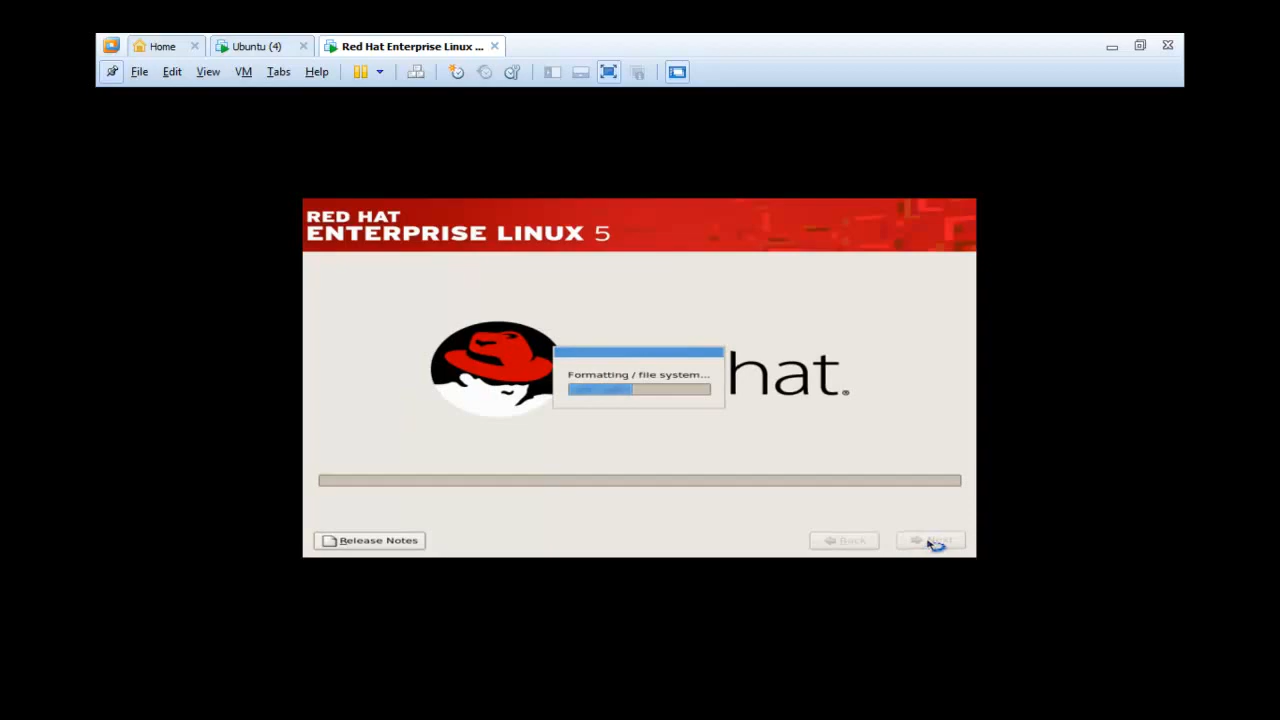 Home
Ubuntu (4)
Red Hat Enterprise Linux ...
File Edit View VM Tabs Help
RED HAT
ENTERPRISE LINUX 5
hat.
®
Formatting / file system...
Release Notes
Back
Next